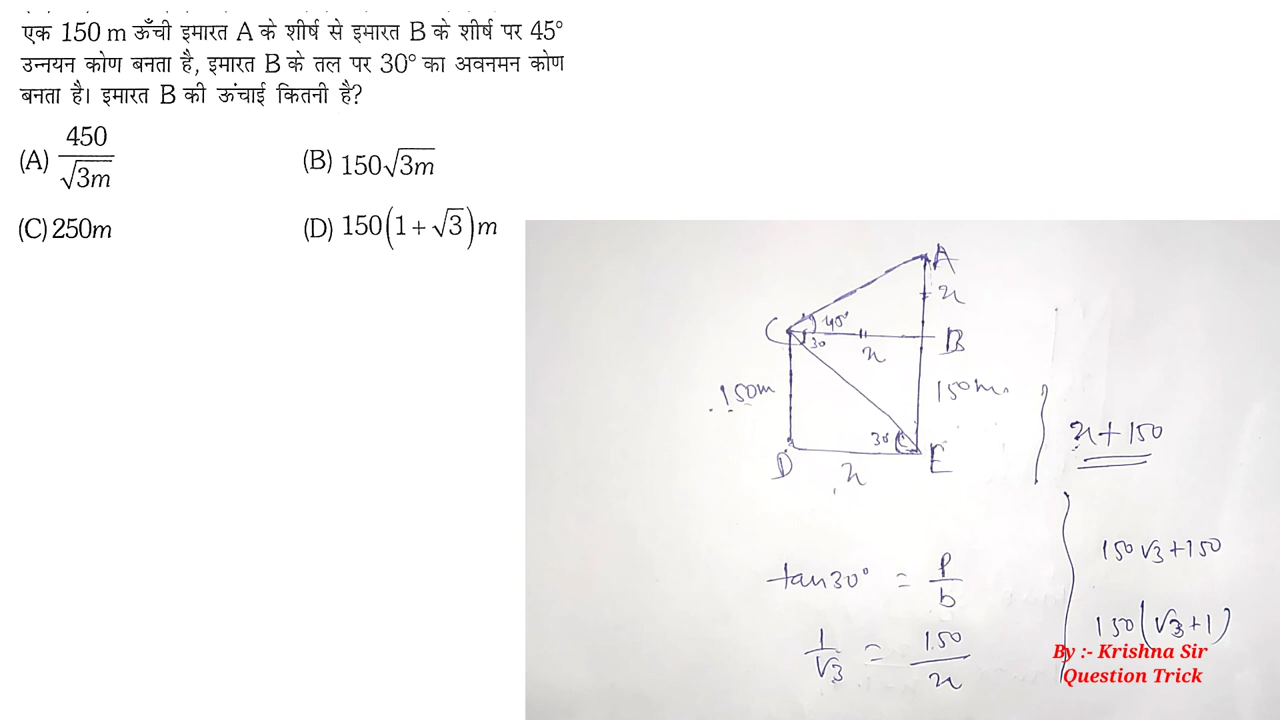 एक 150 m ऊँची इमारत A के शीर्ष से इमारत B के शीर्ष पर 45°
उन्नयन कोण बनता है, इमारत B के तल पर 30° का अवनमन कोण
बनता है। इमारत B की ऊंचाई कितनी है?
(A) 450/√3m
(B) 150√3m
(C) 250m
(D) 150(1+√3)m
A
x
C 45°
30
B
x
150m
150m.
30°
D
E
x
x+150
tan30° = P/b
150√3+150
1/√3 = 150/x
150(√3+1)
By :- Krishna Sir
Question Trick